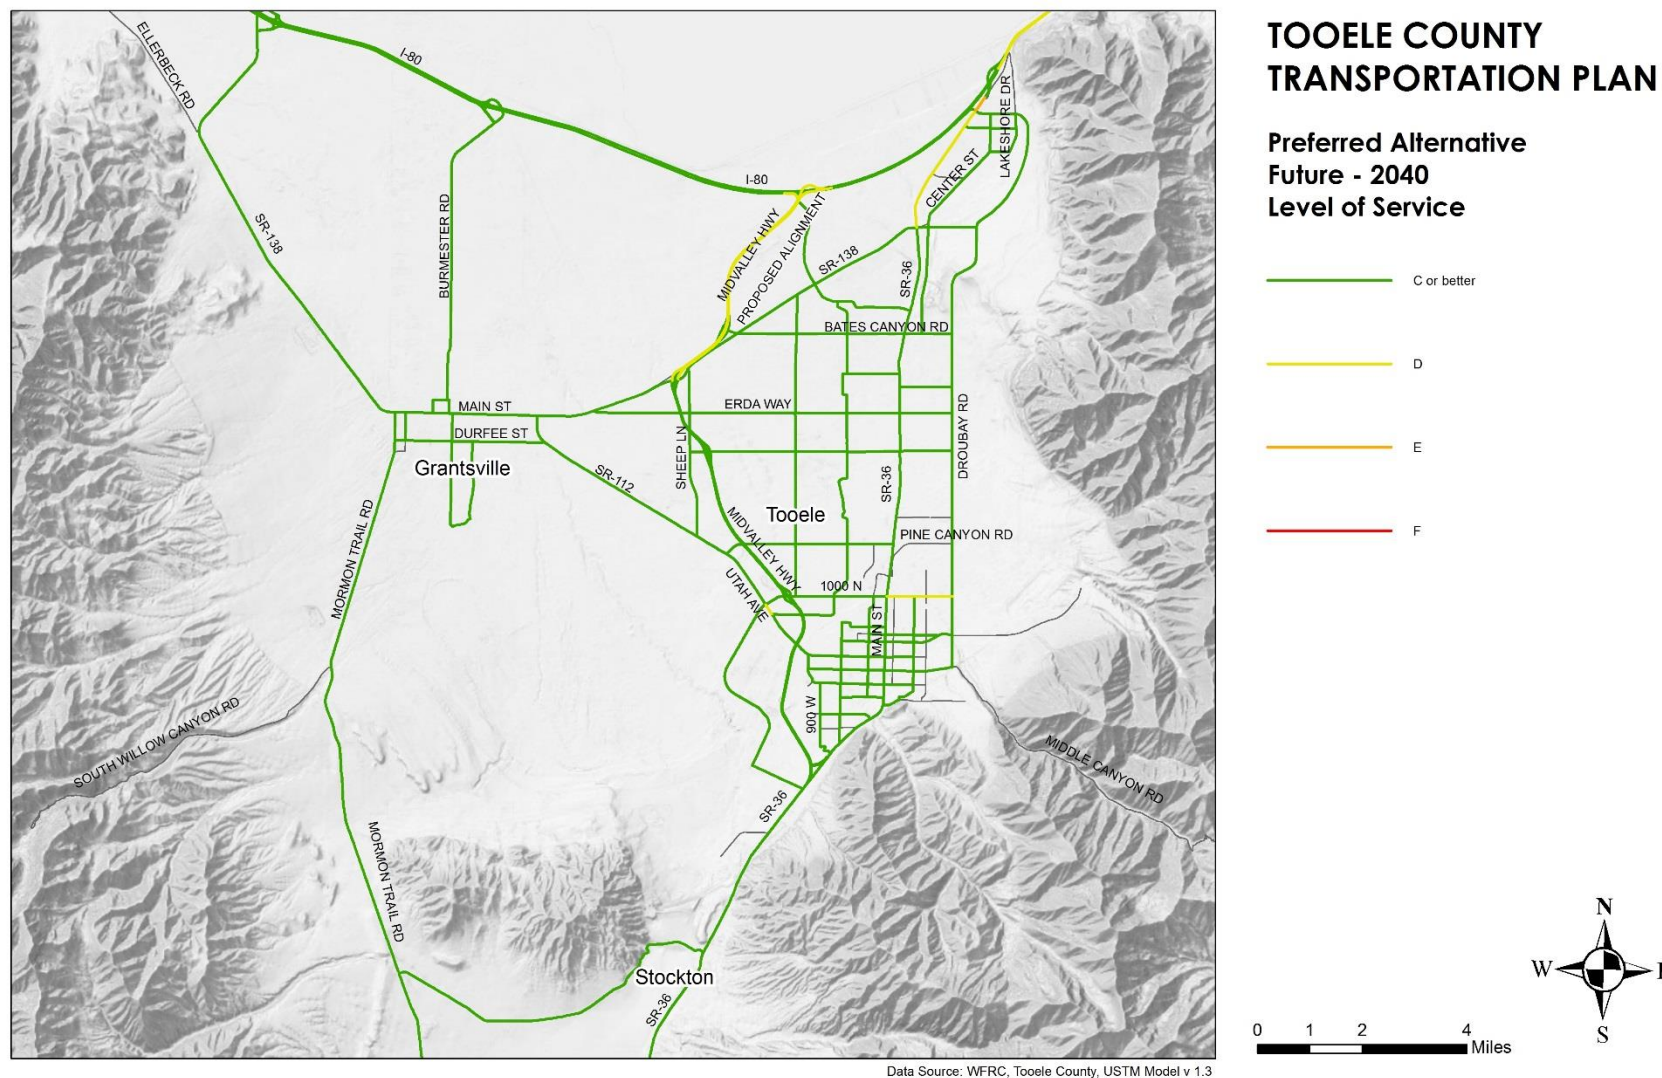 TOOELE COUNTY
TRANSPORTATION PLAN
Preferred Alternative
Future - 2040
Level of Service
C or better
D
E
F
ELLERBECK RD
I-80
SR-138
BURMESTER RD
I-80
MIDVALLEY HWY
PROPOSED ALIGNMENT
SR-138
CENTER ST
LAKESHORE DR
SR-36
BATES CANYON RD
MAIN ST
DURFEE ST
Grantsville
ERDA WAY
SHEEP LN
SR-112
DROUBAY RD
SR-36
Tooele
MIDVALLEY HWY
PINE CANYON RD
UTAH AVE
1000 N
MAIN ST
MORMON TRAIL RD
SOUTH WILLOW CANYON RD
900 W
MIDDLE CANYON RD
SR-36
MORMON TRAIL RD
Stockton
SR-36
N
W
E
S
0 1 2 4
Miles
Data Source: WFRC, Tooele County, USTM Model v 1.3